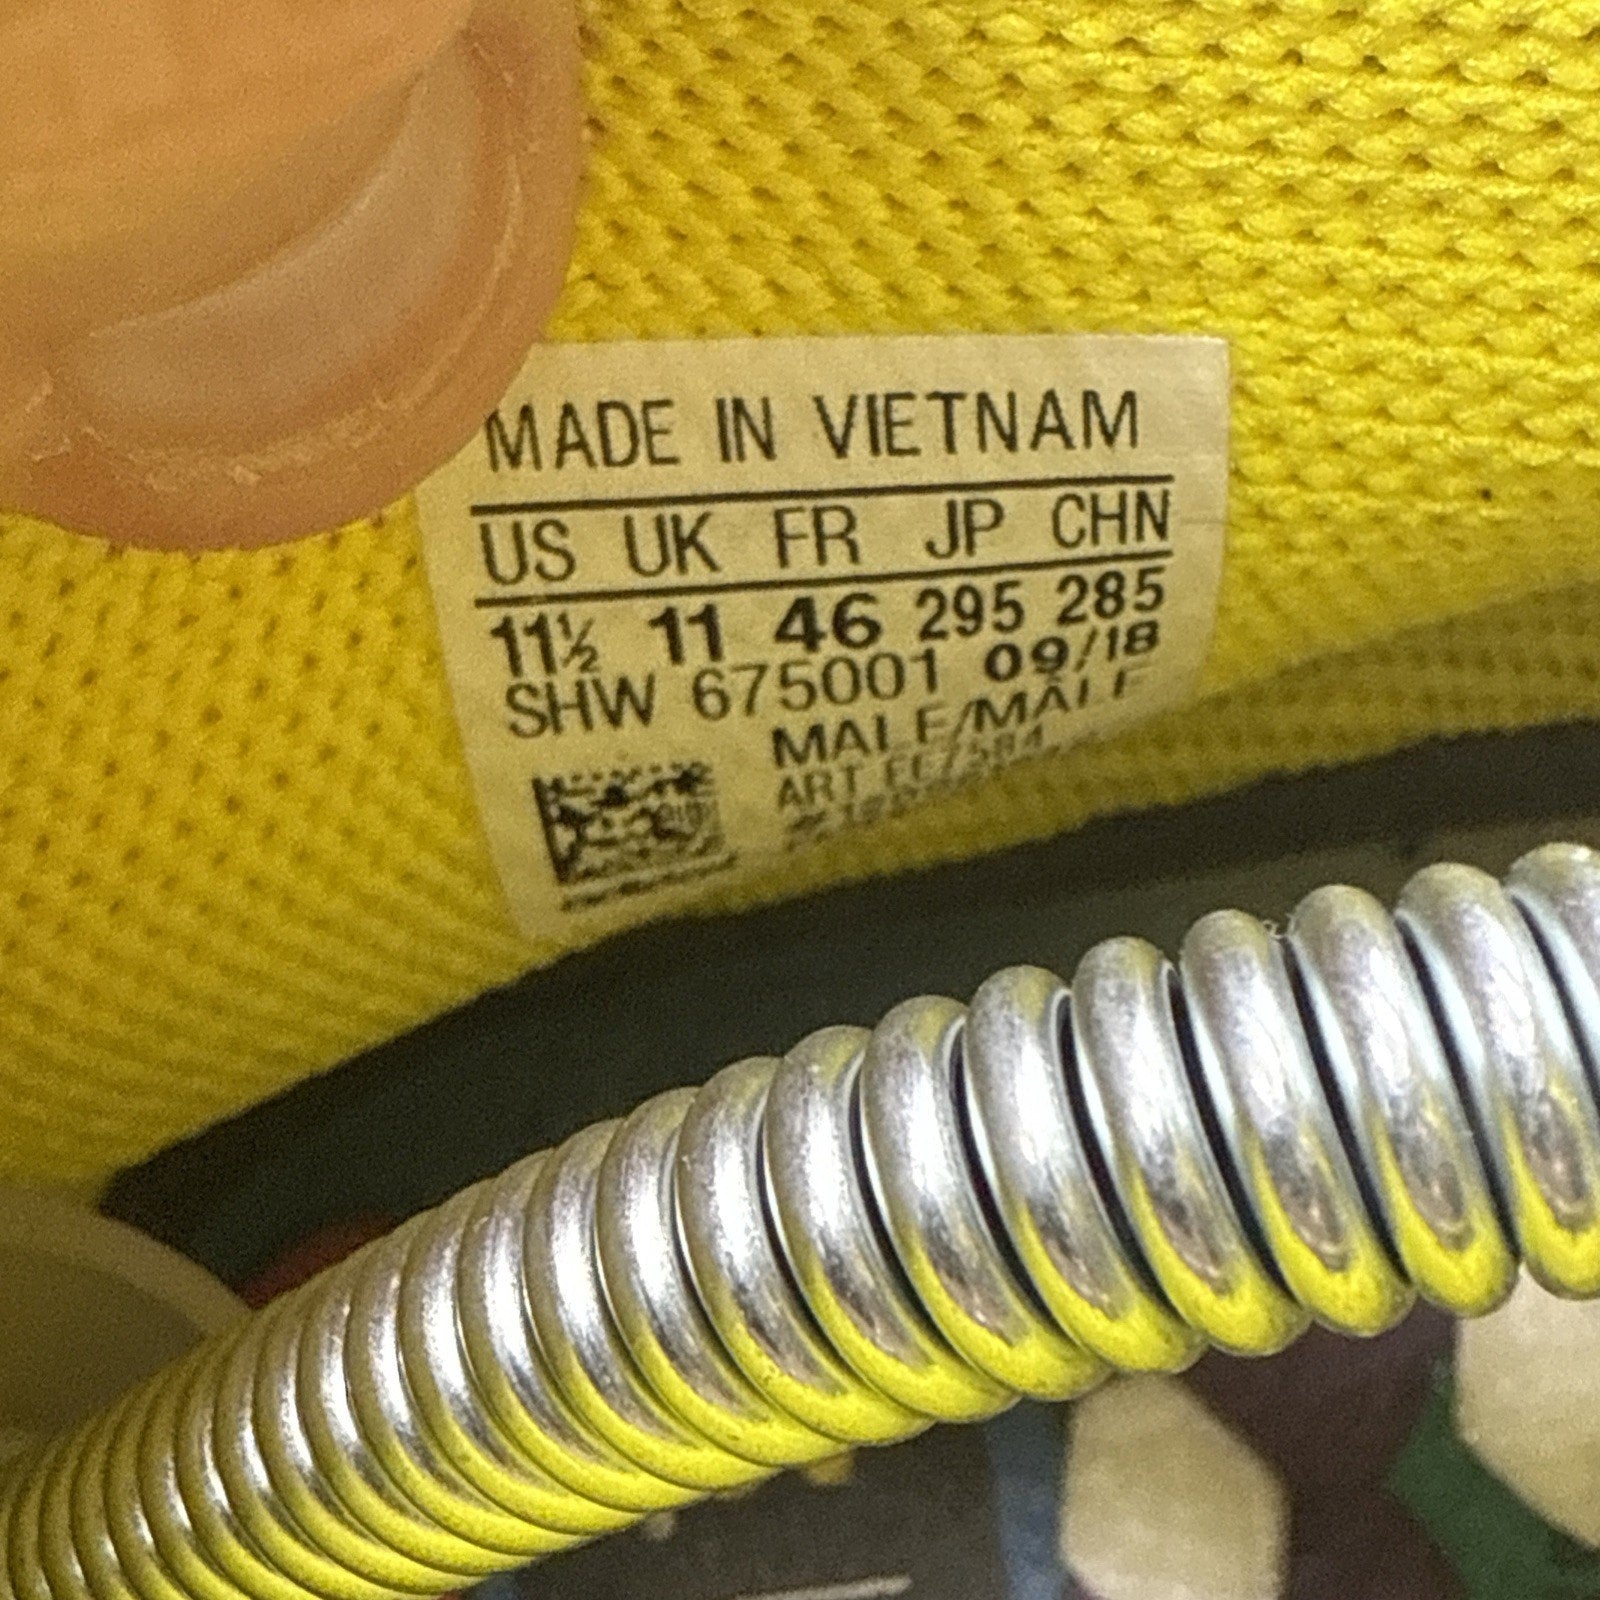 MADE IN VIETNAM
US UK FR JP CHN
11½ 11 46 295 285
SHW 675001 09/18
MALE/MÂLE
ART